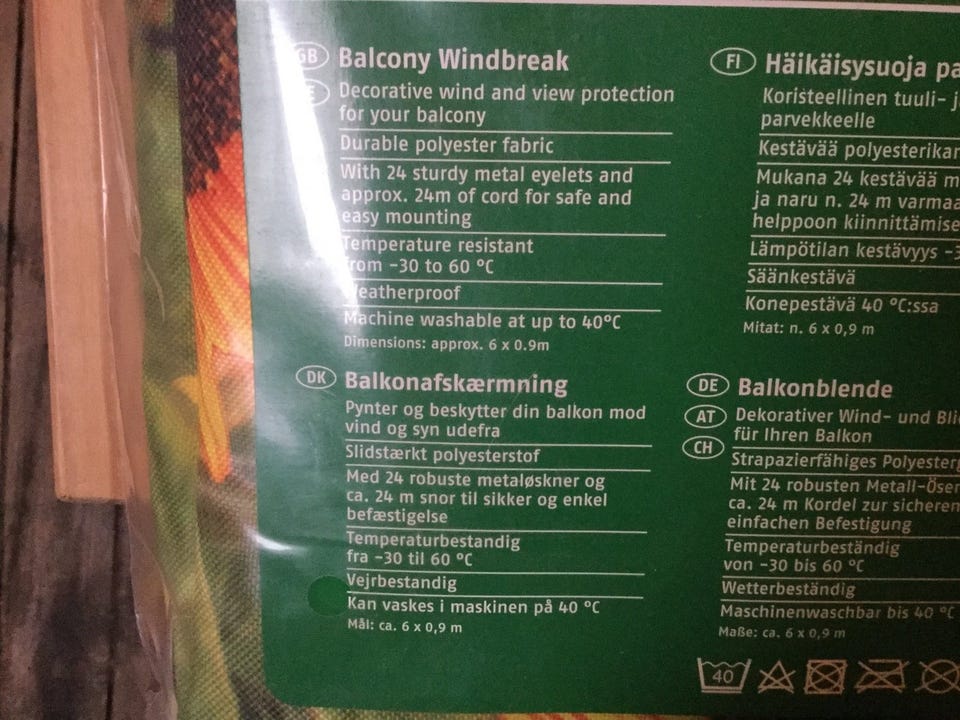 GB
Balcony Windbreak
Decorative wind and view protection
for your balcony
Durable polyester fabric
With 24 sturdy metal eyelets and
approx. 24m of cord for safe and
easy mounting
Temperature resistant
from -30 to 60 °C
Weatherproof
Machine washable at up to 40°C
Dimensions: approx. 6 x 0.9m
FI
Häikäisysuoja
Koristeellinen tuuli-
parvekkeelle
Kestävää
Mukana 24 kestävää
ja naru n. 24 m
helppoon
Lämpötilan kestävyys
Säänkestävä
Konepestävä 40 °C:ssa
Mitat: n. 6 x 0,9 m
DK
Balkonafskærmning
Pynter og beskytter din balkon mod
vind og syn udefra
Slidstærkt polyesterstof
Med 24 robuste metaløskner og
ca. 24 m snor til sikker og enkel
befæstigelse
Temperaturbestandig
fra -30 til 60 °C
Vejrbestandig
Kan vaskes i maskinen på 40 °C
Mål: ca. 6 x 0,9 m
DE
AT
CH
Balkonblende
Dekorativer Wind- und
für Ihren Balkon
Strapazierfähiges
Mit 24 robusten
ca. 24 m Kordel zur sicheren
einfachen Befestigung
Temperaturbeständig
von -30 bis 60 °C
Wetterbeständig
Maschinenwaschbar bis 40 °C
Maße: ca. 6 x 0,9 m
40